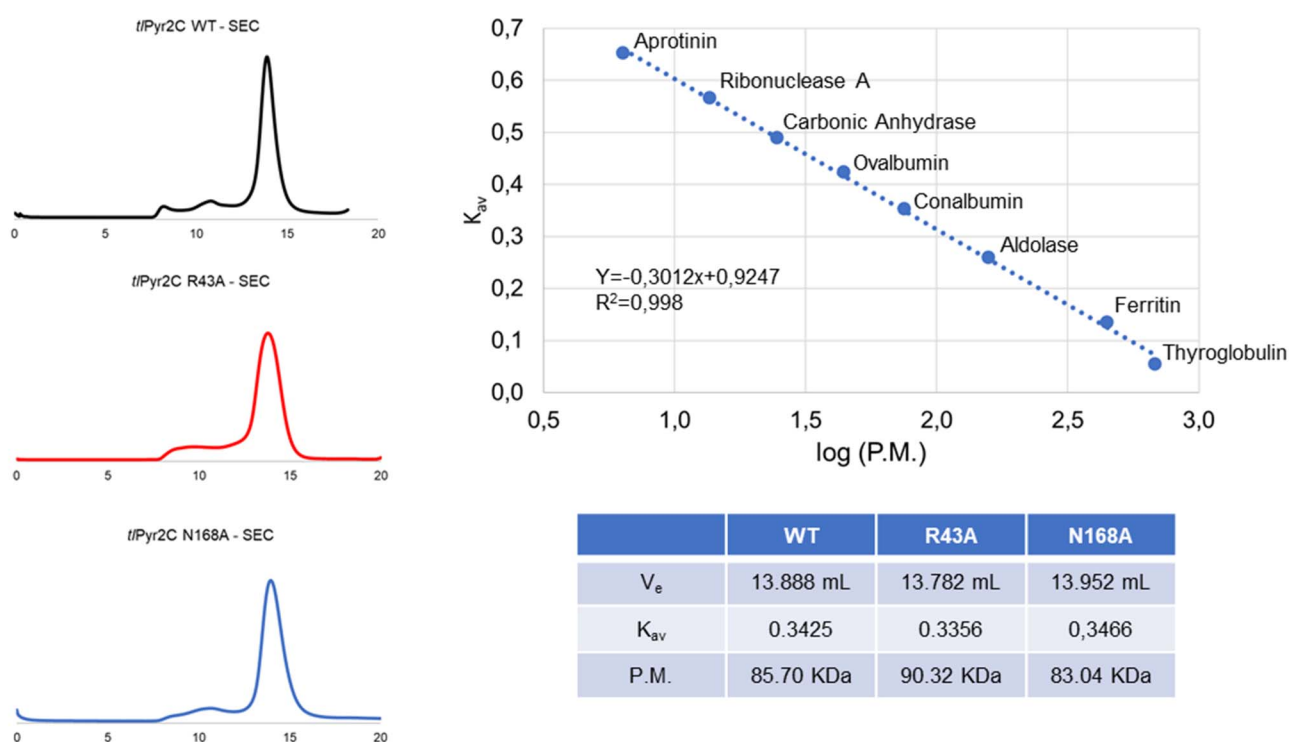 tlPyr2C WT - SEC
0 5 10 15 20
tlPyr2C R43A - SEC
0 5 10 15 20
tlPyr2C N168A - SEC
0 5 10 15 20
0,7
0,6
0,5
0,4
0,3
0,2
0,1
0,0
Kav
Aprotinin
Ribonuclease A
Carbonic Anhydrase
Ovalbumin
Conalbumin
Aldolase
Ferritin
Thyroglobulin
Y=-0,3012x+0,9247
R²=0,998
0,5 1,0 1,5 2,0 2,5 3,0
log (P.M.)
WT R43A N168A
Ve 13.888 mL 13.782 mL 13.952 mL
Kav 0.3425 0.3356 0,3466
P.M. 85.70 KDa 90.32 KDa 83.04 KDa